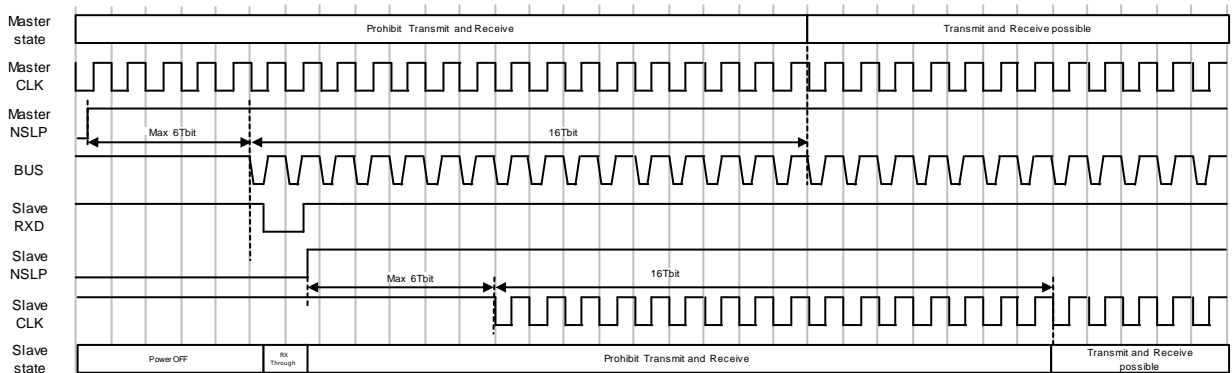 Master
state
Prohibit Transmit and Receive
Transmit and Receive possible
Master
CLK
Master
NSLP
Max 6Tbit
16Tbit
BUS
Slave
RXD
Slave
NSLP
Max 6Tbit
16Tbit
Slave
CLK
Slave
state
PowerOFF
RX
Through
Prohibit Transmit and Receive
Transmit and Receive
possible